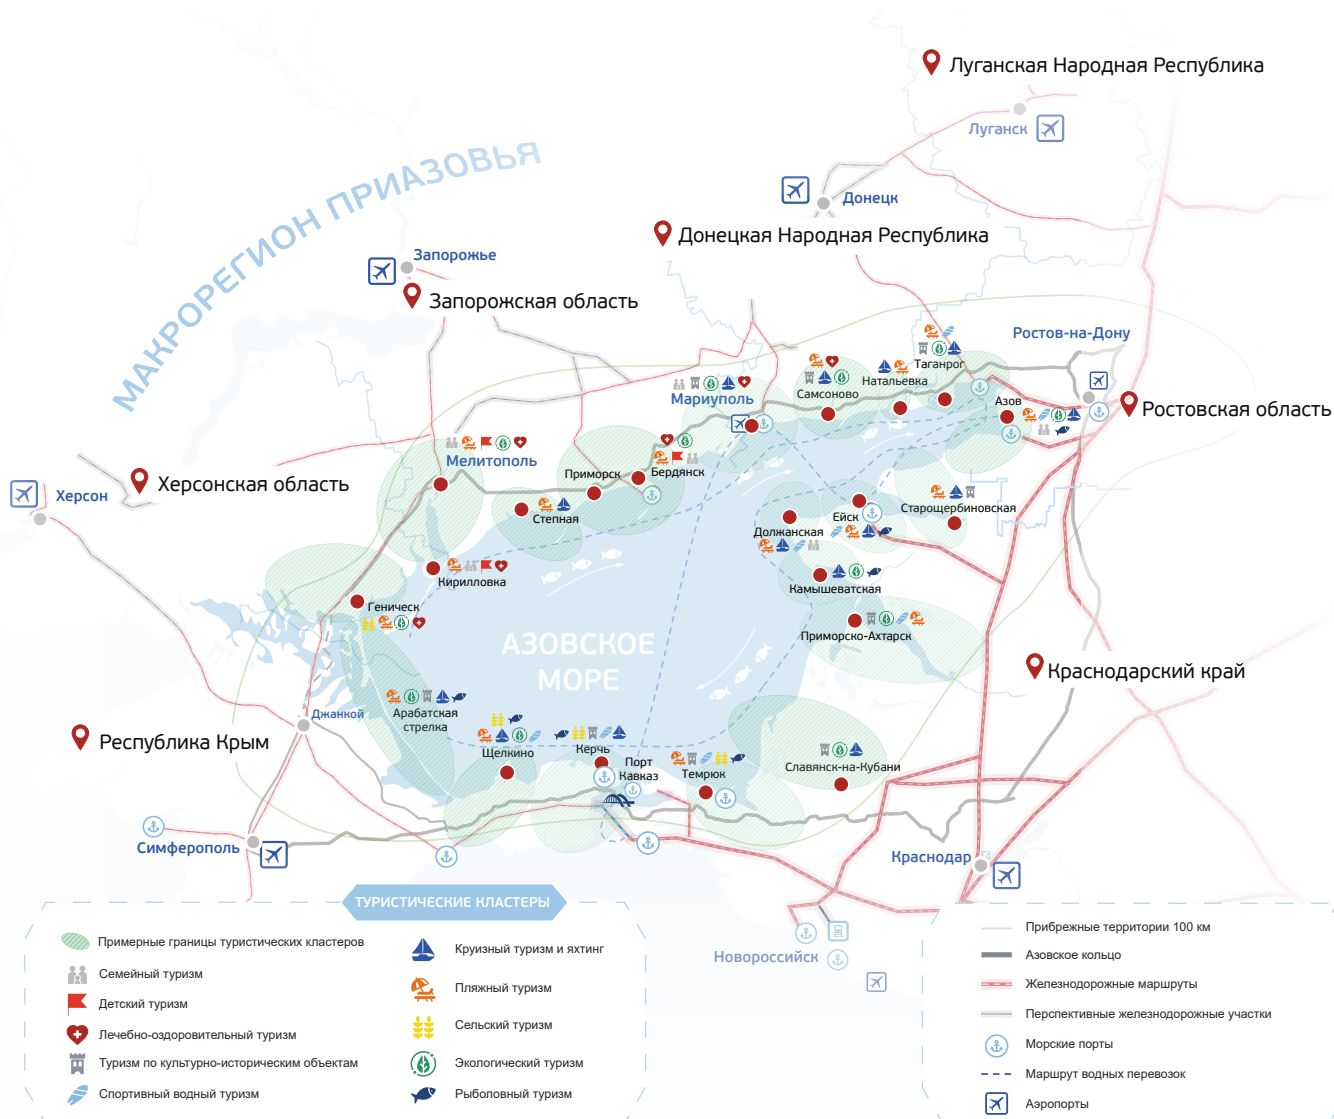 Луганская Народная Республика
Луганск
МАКРОРЕГИОН ПРИАЗОВЬЯ
Донецк
Донецкая Народная Республика
Запорожье
Запорожская область
Ростов-на-Дону
Таганрог
Натальевка
Самсоново
Мариуполь
Азов
Ростовская область
Мелитополь
Приморск
Бердянск
Херсонская область
Херсон
Степная
Ейск
Старощербиновская
Должанская
Кирилловка
Камышеватская
Геническ
Приморско-Ахтарск
АЗОВСКОЕ
МОРЕ
Краснодарский край
Джанкой
Арабатская
стрелка
Республика Крым
Щелкино
Керчь
Порт
Кавказ
Темрюк
Славянск-на-Кубани
Симферополь
Краснодар
Новороссийск
ТУРИСТИЧЕСКИЕ КЛАСТЕРЫ
Примерные границы туристических кластеров
Семейный туризм
Детский туризм
Лечебно-оздоровительный туризм
Туризм по культурно-историческим объектам
Спортивный водный туризм
Круизный туризм и яхтинг
Пляжный туризм
Сельский туризм
Экологический туризм
Рыболовный туризм
Прибрежные территории 100 км
Азовское кольцо
Железнодорожные маршруты
Перспективные железнодорожные участки
Морские порты
Маршрут водных перевозок
Аэропорты